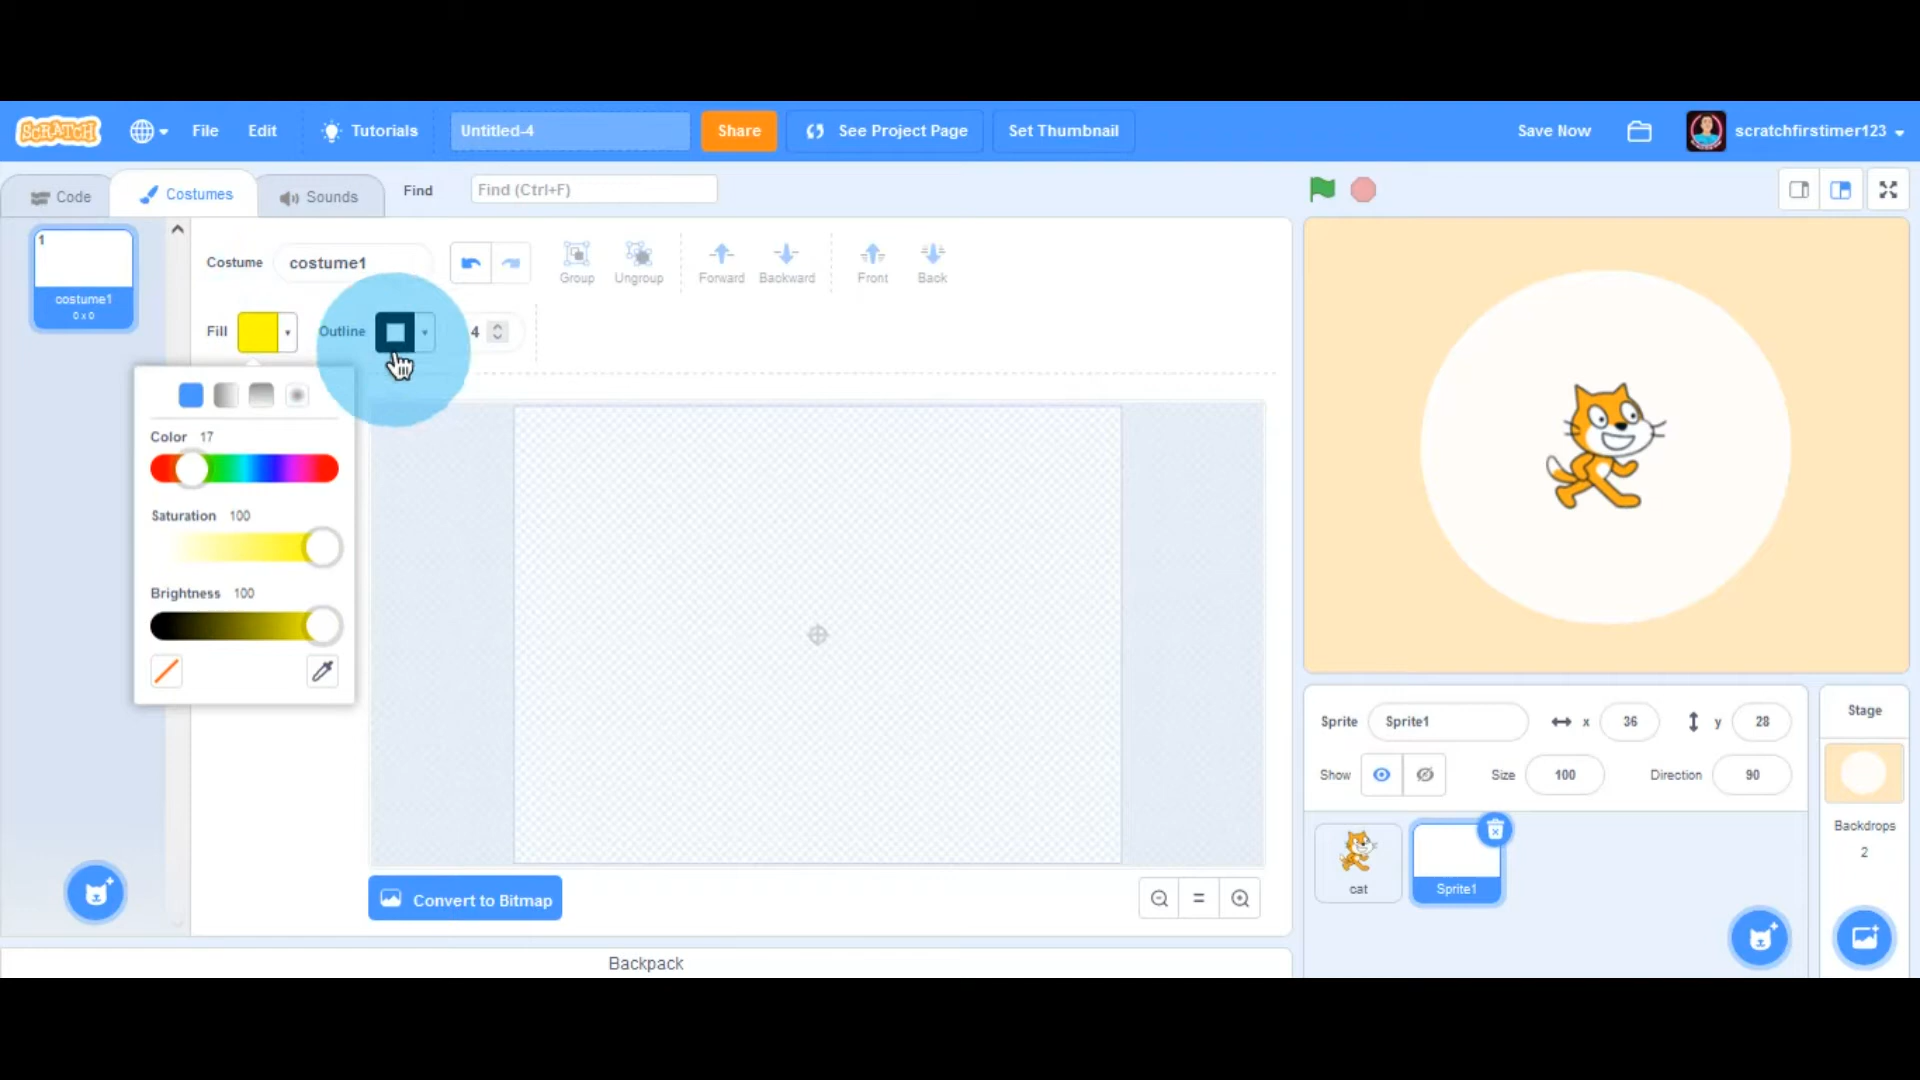 SCRATCH File Edit Tutorials Untitled-4 Share See Project Page Set Thumbnail Save Now scratchfirstimer123
Code Costumes Sounds Find Find (Ctrl+F)
1
costume1
0 x 0
Costume costume1 Group Ungroup Forward Backward Front Back
Fill Outline 4
Color 17
Saturation 100
Brightness 100
Convert to Bitmap
Backpack
Sprite Sprite1 x 36 y 28
Show Size 100 Direction 90
cat
Sprite1
Stage
Backdrops
2